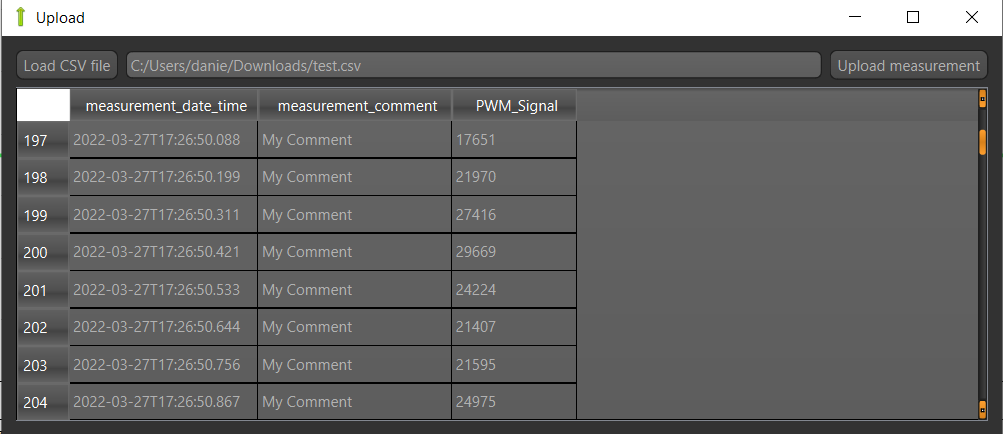 Upload
Load CSV file C:/Users/danie/Downloads/test.csv Upload measurement
measurement_date_time measurement_comment PWM_Signal
197 2022-03-27T17:26:50.088 My Comment 17651
198 2022-03-27T17:26:50.199 My Comment 21970
199 2022-03-27T17:26:50.311 My Comment 27416
200 2022-03-27T17:26:50.421 My Comment 29669
201 2022-03-27T17:26:50.533 My Comment 24224
202 2022-03-27T17:26:50.644 My Comment 21407
203 2022-03-27T17:26:50.756 My Comment 21595
204 2022-03-27T17:26:50.867 My Comment 24975